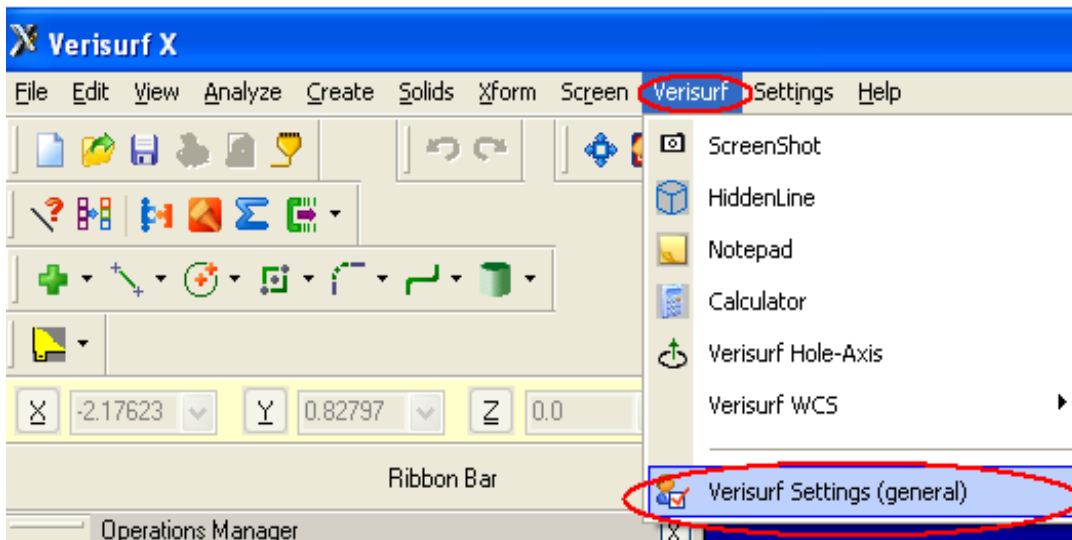 Verisurf X
File Edit View Analyze Create Solids Xform Screen Verisurf Settings Help
ScreenShot
HiddenLine
Notepad
Calculator
Verisurf Hole-Axis
Verisurf WCS
X -2.17623 Y 0.82797 Z 0.0
Ribbon Bar
Verisurf Settings (general)
Operations Manager